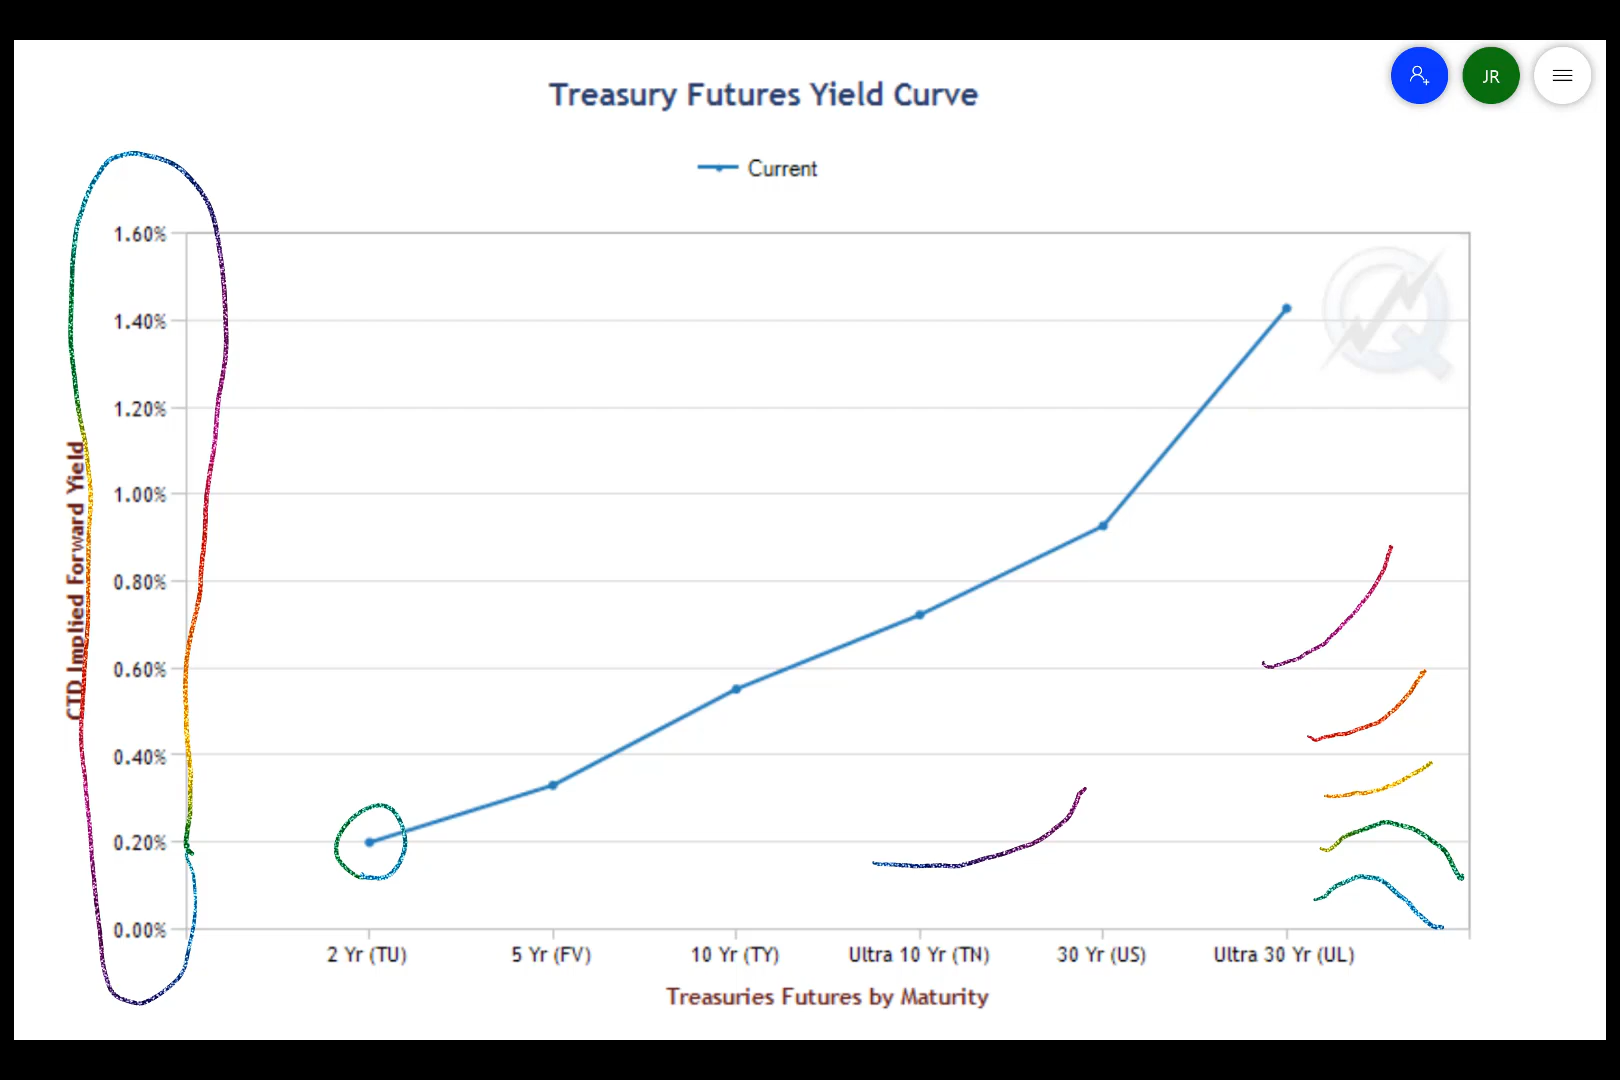 JR
Treasury Futures Yield Curve
Current
1.60%
1.40%
1.20%
1.00%
0.80%
0.60%
0.40%
0.20%
0.00%
CTD Implied Forward Yield
2 Yr (TU) 5 Yr (FV) 10 Yr (TY) Ultra 10 Yr (TN) 30 Yr (US) Ultra 30 Yr (UL)
Treasuries Futures by Maturity